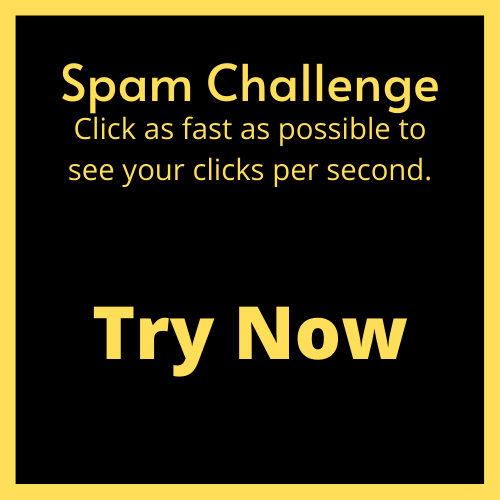 Spam Challenge
Click as fast as possible to
see your clicks per second.
Try Now